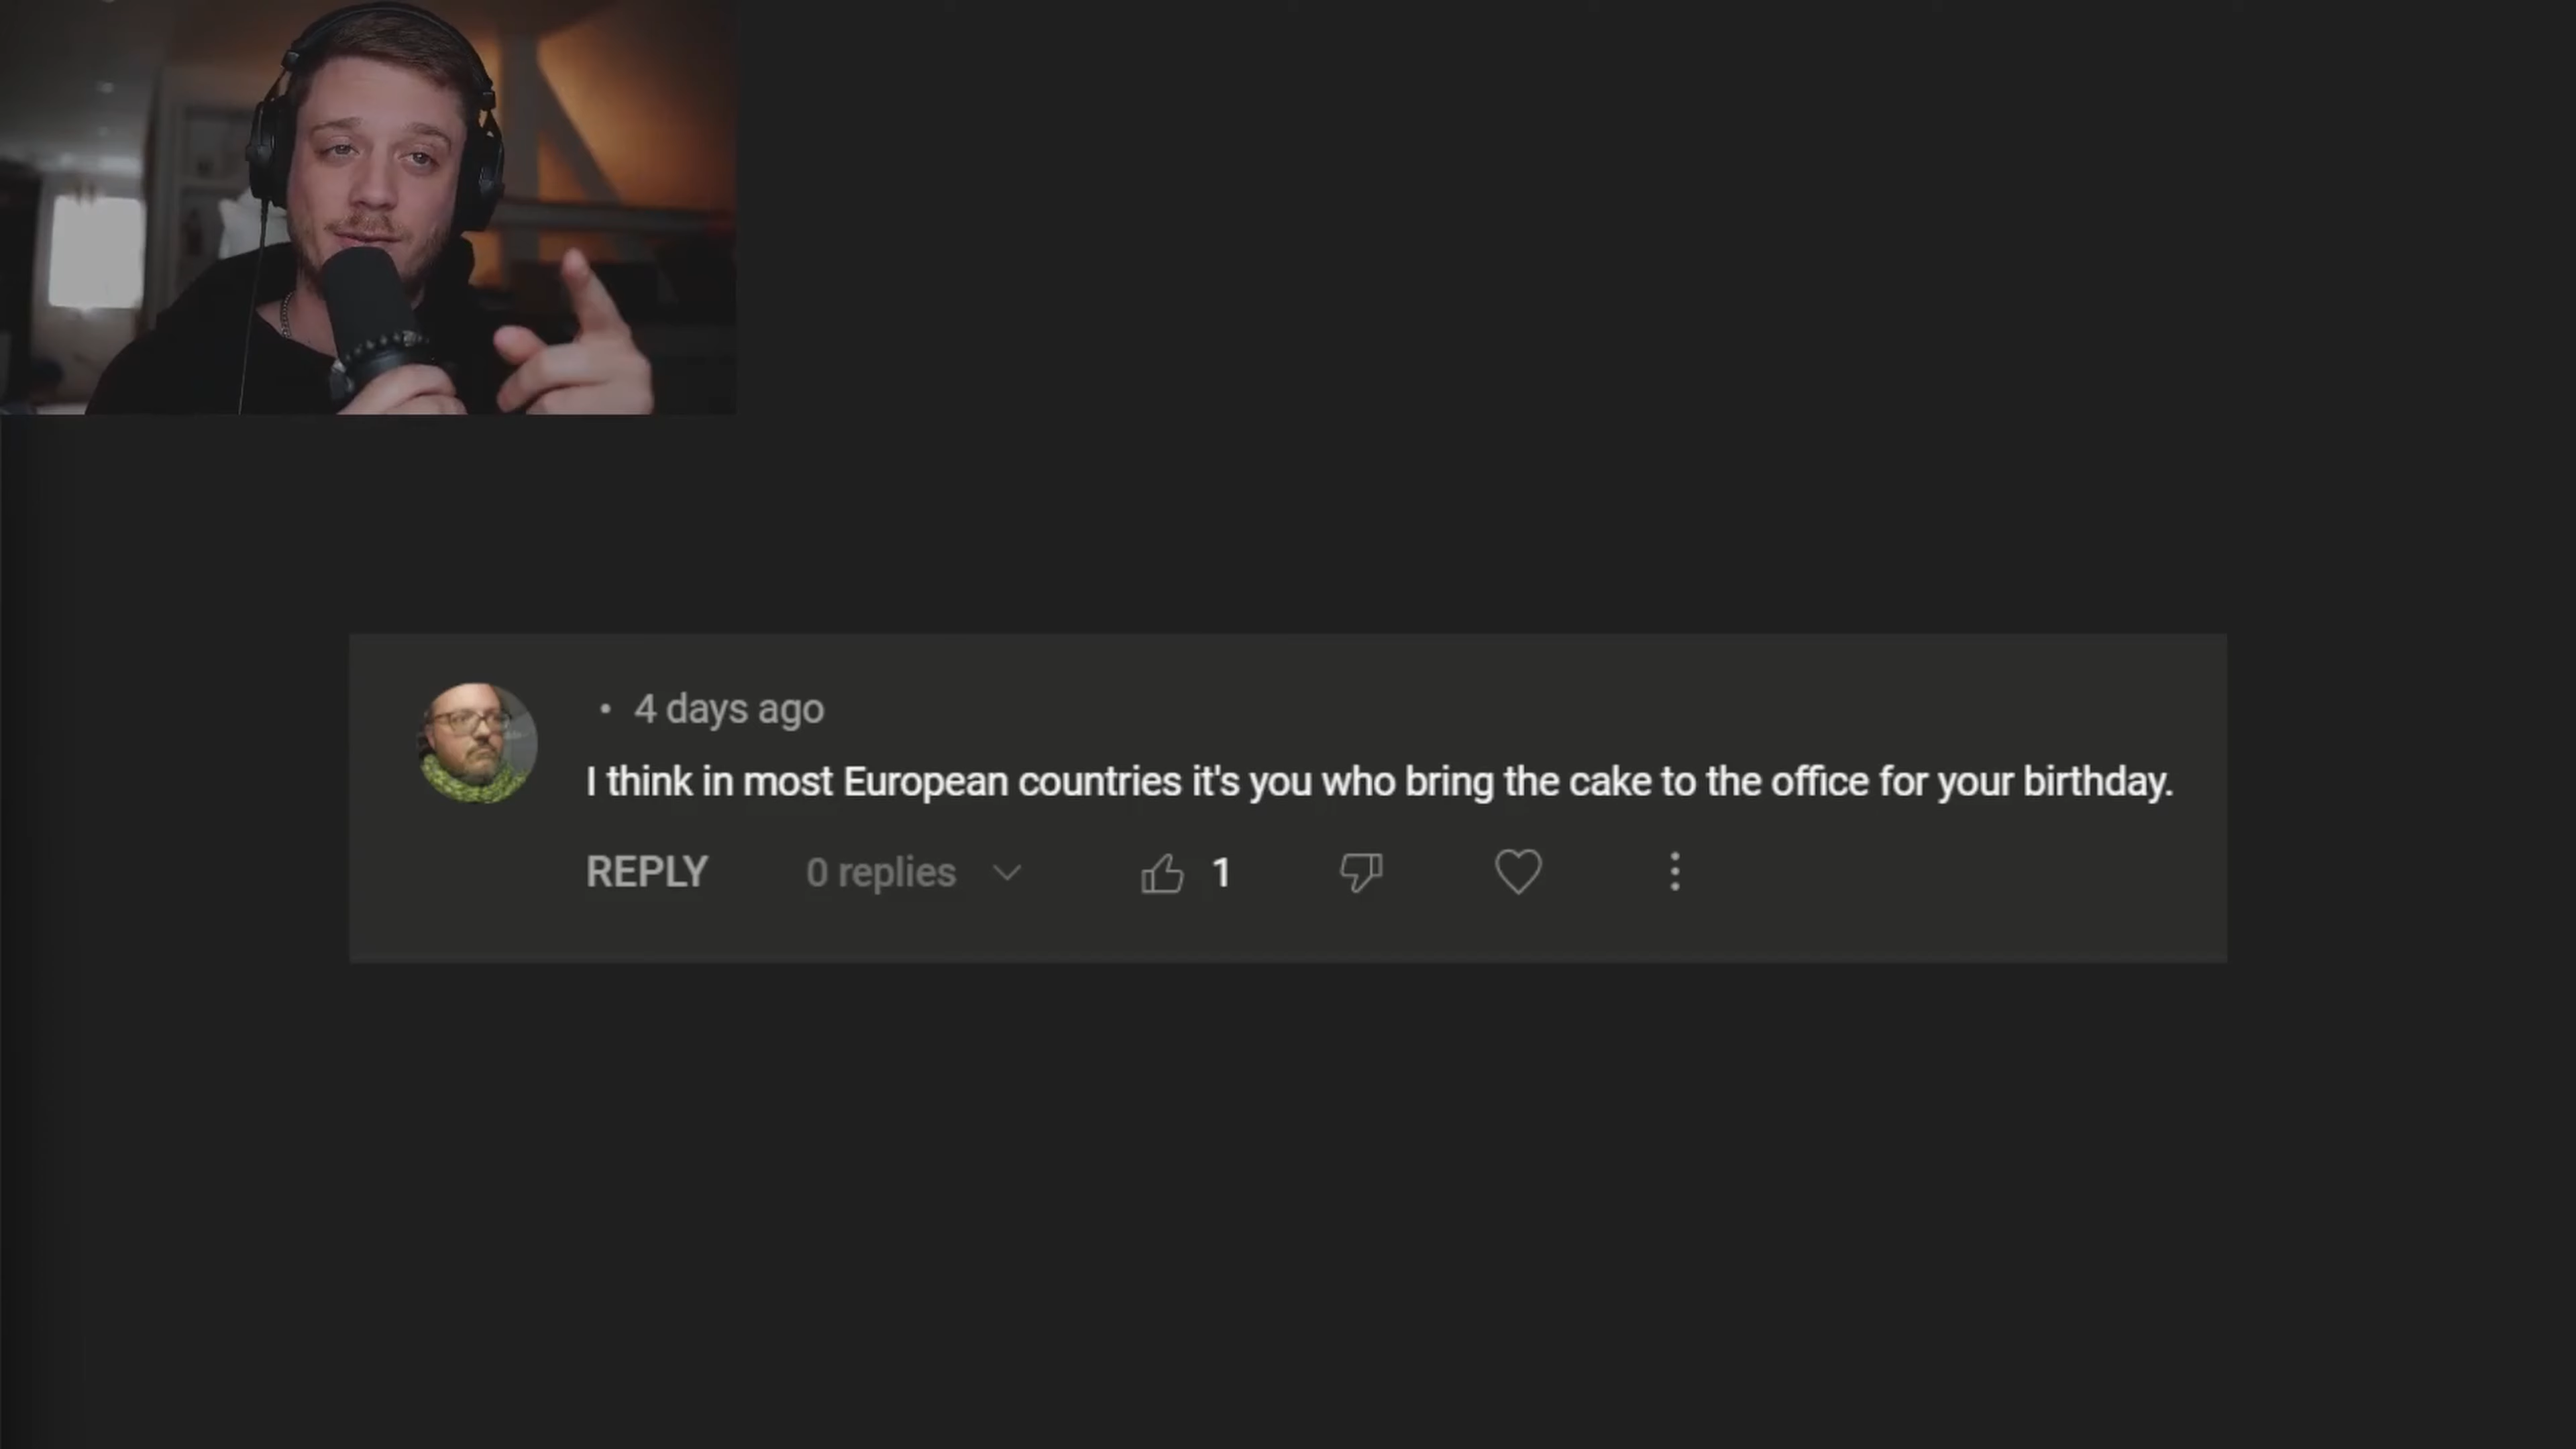 • 4 days ago
I think in most European countries it's you who bring the cake to the office for your birthday.
REPLY 0 replies 1